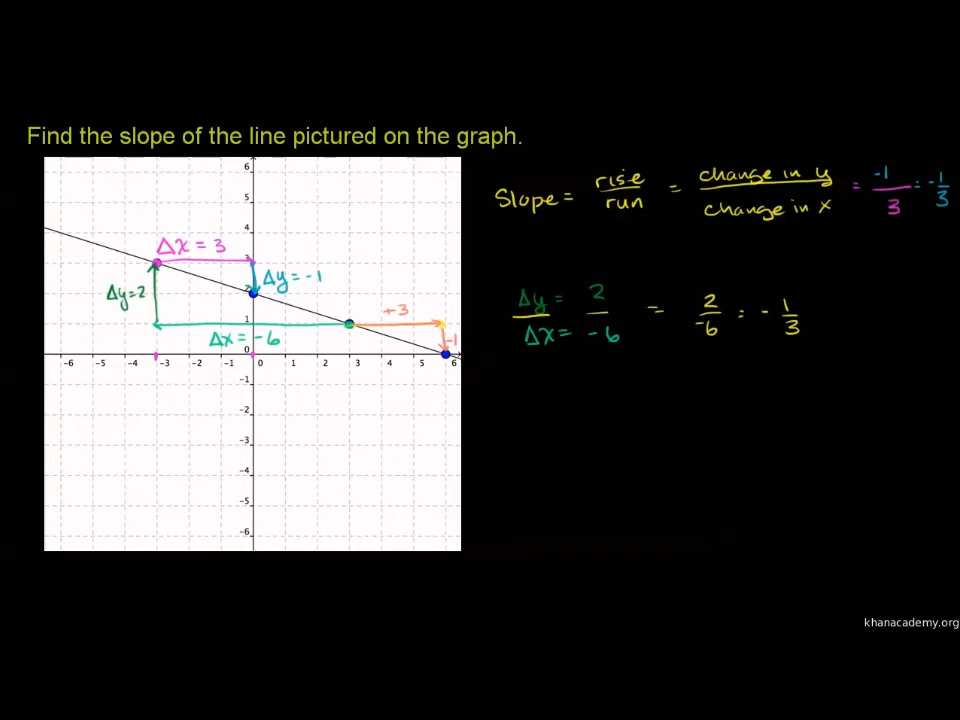 Find the slope of the line pictured on the graph.
Slope = rise/run = change in y/change in x = -1/3 = -1/3
Δx = 3
Δy = -1
Δy=2
+3
Δx = -6
-1
Δy/Δx = 2/-6 = 2/-6 = -1/3
6
5
4
3
2
1
0
-6 -5 -4 -3 -2 -1 0 1 2 3 4 5 6
-1
-2
-3
-4
-5
-6
khanacademy.org